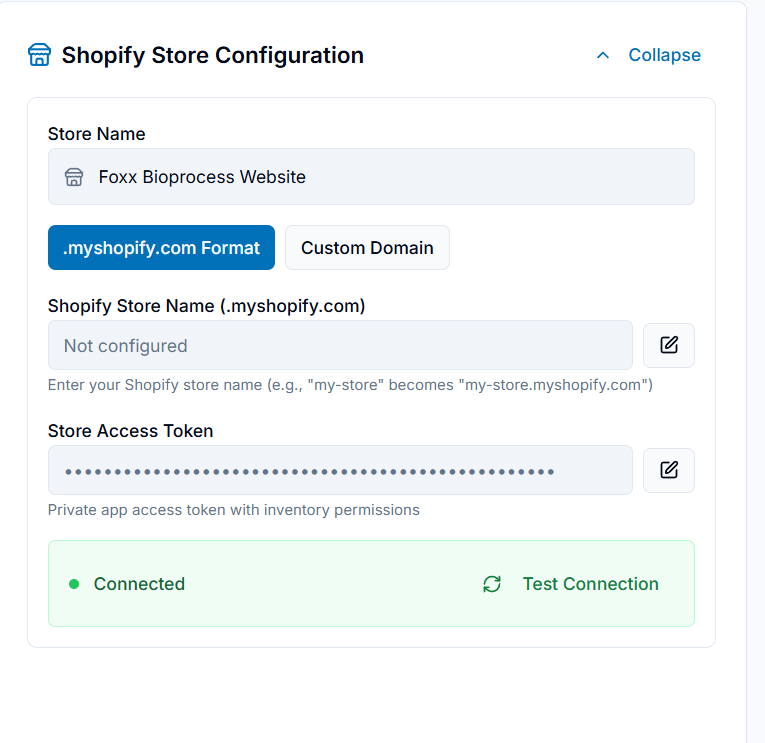 Shopify Store Configuration
Collapse
Store Name
Foxx Bioprocess Website
.myshopify.com Format
Custom Domain
Shopify Store Name (.myshopify.com)
Not configured
Enter your Shopify store name (e.g., "my-store" becomes "my-store.myshopify.com")
Store Access Token
••••••••••••••••••••••••••••••••••••••••••••••••••
Private app access token with inventory permissions
Connected
Test Connection